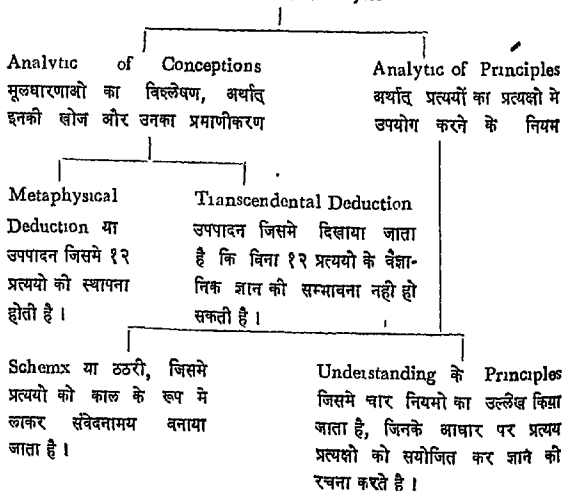 Analytic of Conceptions
मूलधारणाओ का विश्लेषण, अर्थात्
इनकी खोज और उनका प्रमाणीकरण
Analytic of Principles
अर्थात् प्रत्ययों का प्रत्यक्षो मे
उपयोग करने के नियम
Metaphysical
Deduction या
उपपादन जिसमे १२
प्रत्ययो की स्थापना
होती है ।
Transcendental Deduction
उपपादन जिसमे दिखाया जाता
है कि विना १२ प्रत्ययो के वैज्ञा-
निक ज्ञान की सम्भावना नही हो
सकती है ।
Schemx या ठठरी, जिसमे
प्रत्ययो को काल के रूप मे
लाकर संवेदनामय वनाया
जाता है ।
Understanding के Principles
जिसमे चार नियमो का उल्लेख किया
जाता है, जिनके आधार पर प्रत्यय
प्रत्यक्षो को सयोजित कर ज्ञान की
रचना करते है ।